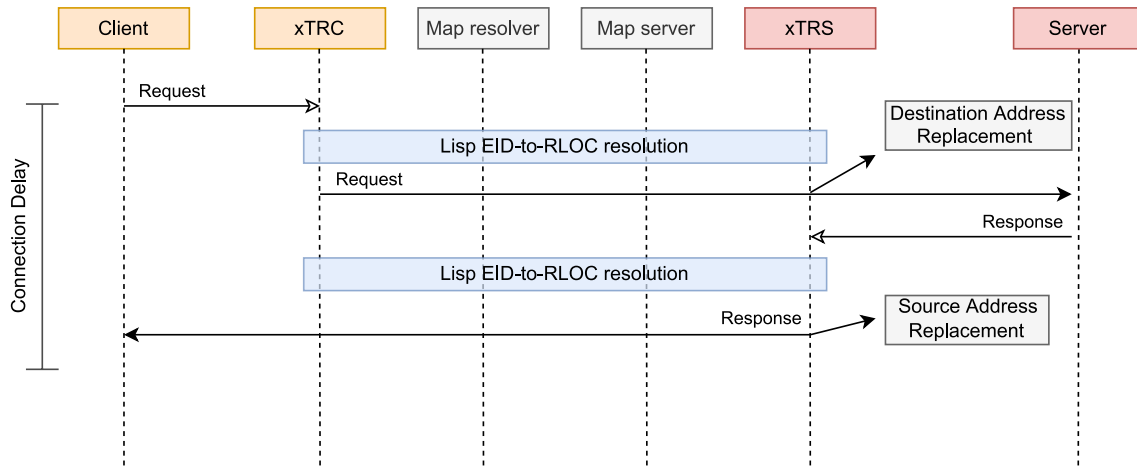 Client
xTRC
Map resolver
Map server
xTRS
Server
Request
Destination Address
Replacement
Lisp EID-to-RLOC resolution
Request
Response
Connection Delay
Lisp EID-to-RLOC resolution
Response
Source Address
Replacement